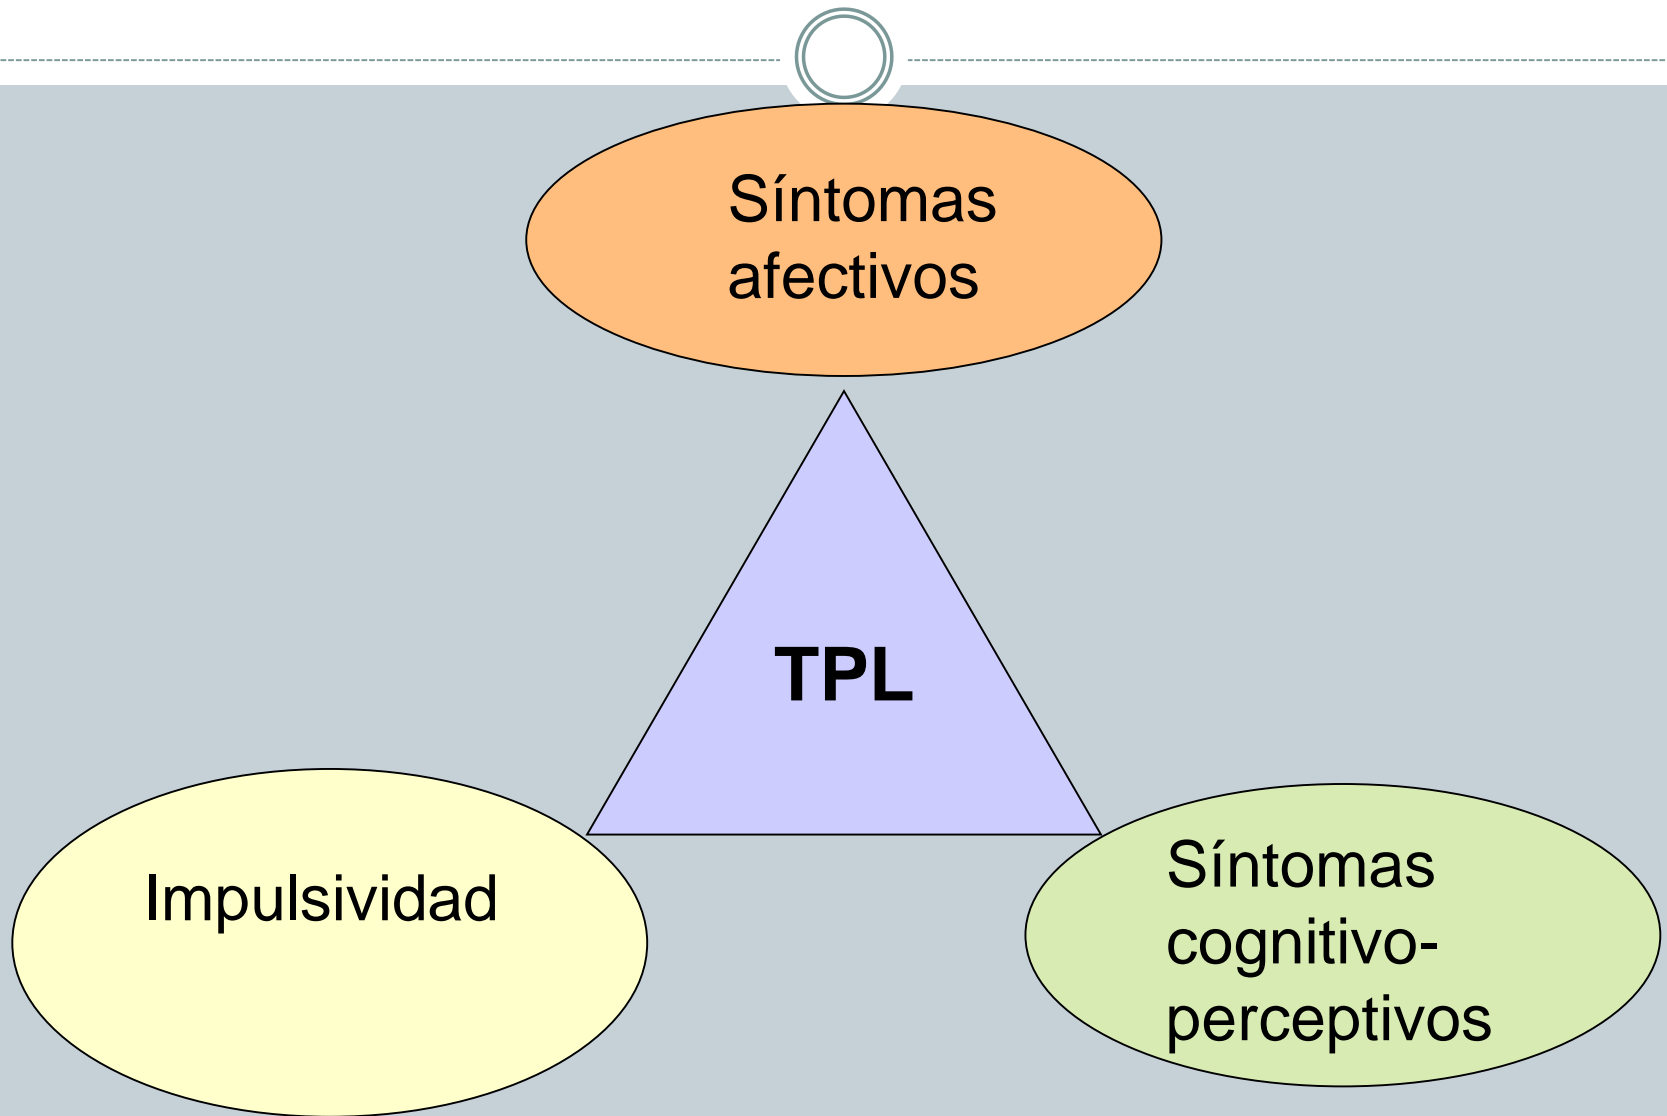 Síntomas
afectivos
TPL
Impulsividad
Síntomas
cognitivo-
perceptivos